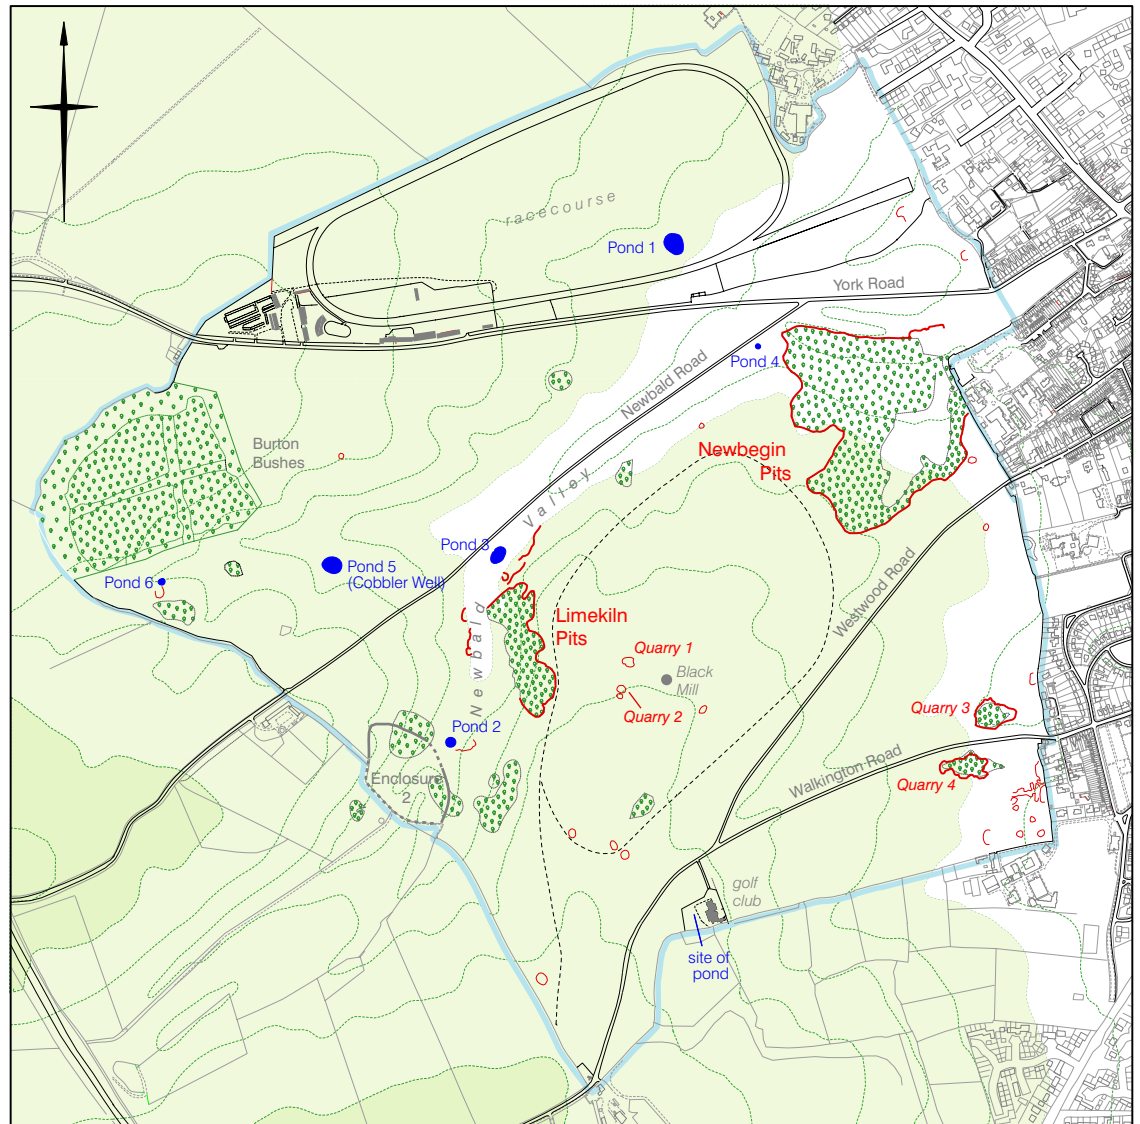 racecourse
Pond 1
York Road
Pond 4
Newbald Road
Burton
Bushes
Newbegin
Pits
Newbald Valley
Pond 3
Pond 5
(Cobbler Well)
Pond 6
Westwood Road
Limekiln
Pits
Quarry 1
Black
Mill
Quarry 2
Quarry 3
Pond 2
Walkington Road
Enclosure
2
Quarry 4
golf
club
site of
pond